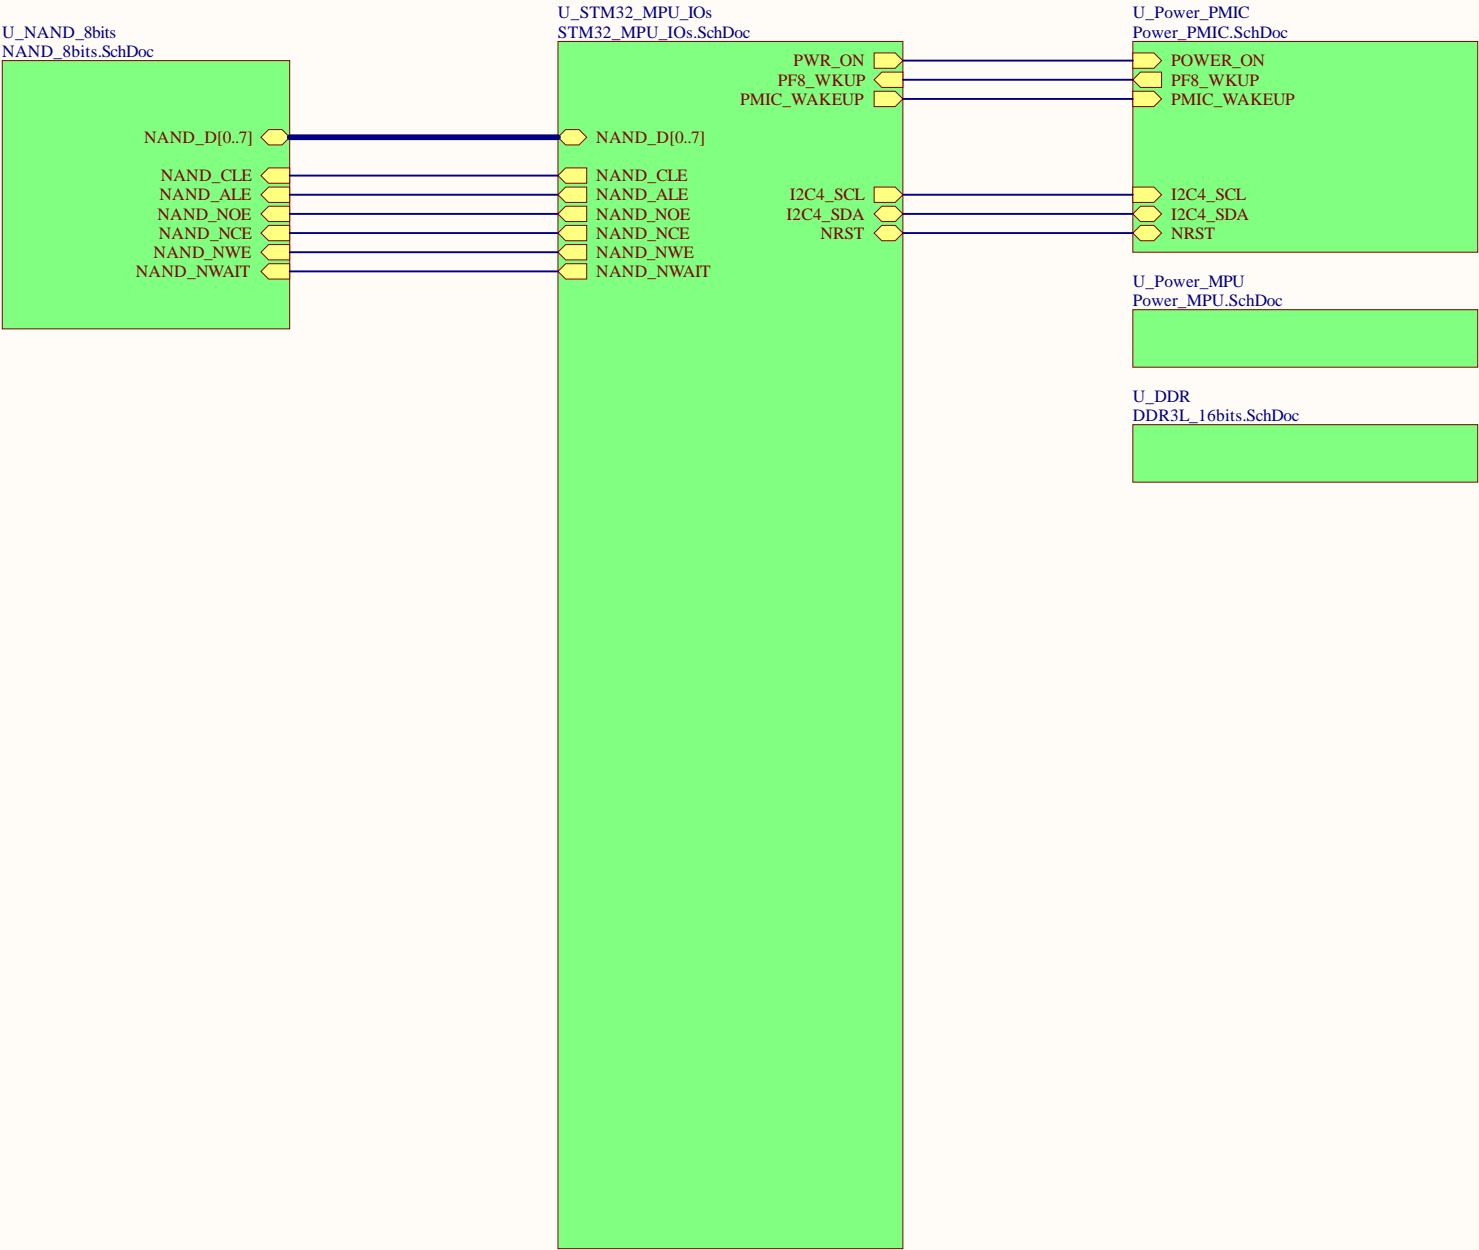 U_NAND_8bits
NAND_8bits.SchDoc
NAND_D[0..7]
NAND_CLE
NAND_ALE
NAND_NOE
NAND_NCE
NAND_NWE
NAND_NWAIT
U_STM32_MPU_IOs
STM32_MPU_IOs.SchDoc
PWR_ON
PF8_WKUP
PMIC_WAKEUP
NAND_D[0..7]
NAND_CLE
NAND_ALE
NAND_NOE
NAND_NCE
NAND_NWE
NAND_NWAIT
I2C4_SCL
I2C4_SDA
NRST
U_Power_PMIC
Power_PMIC.SchDoc
POWER_ON
PF8_WKUP
PMIC_WAKEUP
I2C4_SCL
I2C4_SDA
NRST
U_Power_MPU
Power_MPU.SchDoc
U_DDR
DDR3L_16bits.SchDoc